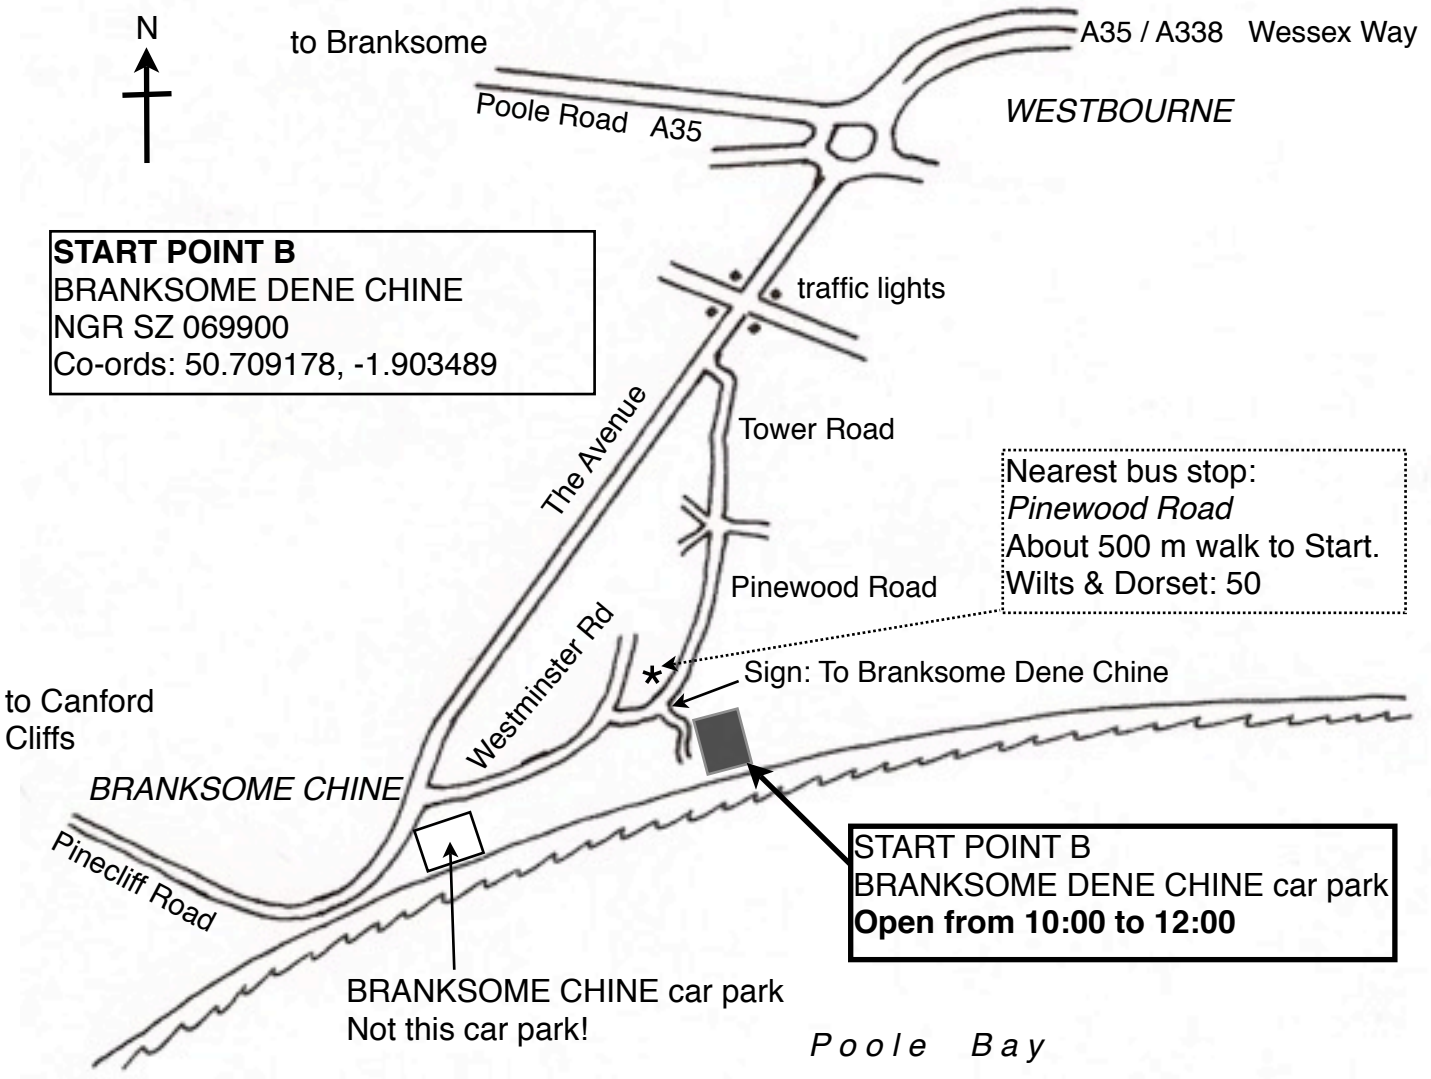 N
to Branksome
A35 / A338 Wessex Way
Poole Road A35
WESTBOURNE
START POINT B
BRANKSOME DENE CHINE
NGR SZ 069900
Co-ords: 50.709178, -1.903489
traffic lights
The Avenue
Tower Road
Nearest bus stop:
Pinewood Road
About 500 m walk to Start.
Wilts & Dorset: 50
Pinewood Road
Westminster Rd
*
Sign: To Branksome Dene Chine
to Canford
Cliffs
BRANKSOME CHINE
Pinecliff Road
START POINT B
BRANKSOME DENE CHINE car park
Open from 10:00 to 12:00
BRANKSOME CHINE car park
Not this car park!
Poole Bay